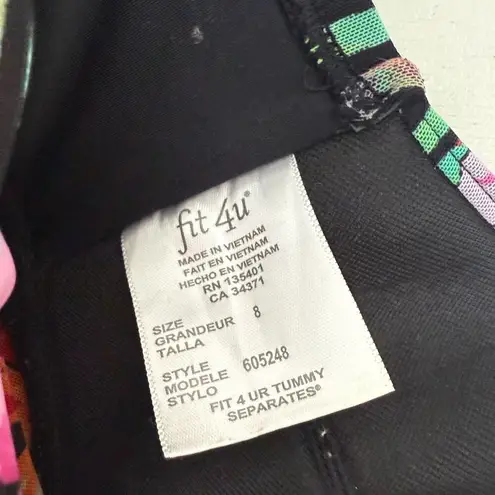 fit 4u®
MADE IN VIETNAM
FAIT EN VIETNAM
HECHO EN VIETNAM
RN 135401
CA 34371
SIZE
GRANDEUR 8
TALLA
STYLE
MODELE 605248
STYLO
FIT 4 UR TUMMY
SEPARATES®